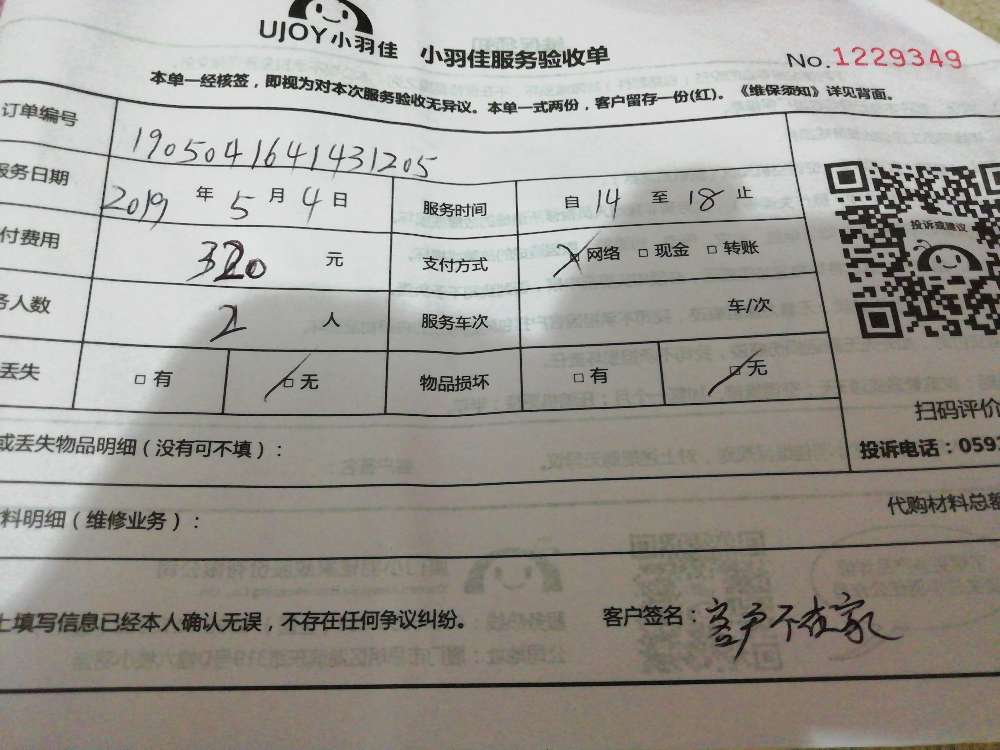 UJOY小羽佳 小羽佳服务验收单 No.1229349
本单一经核签，即视为对本次服务验收无异议。本单一式两份，客户留存一份(红)。《维保须知》详见背面。
订单编号 1905041641431205
服务日期 2019 年 5 月 4 日 服务时间 自 14 至 18 止
付费用 320 元 支付方式 □网络 □现金 □转账
务人数 2 人 服务车次 车/次
丢失 □有 □无 物品损坏 □有 □无
投诉或建议
扫码评价
投诉电话：059
或丢失物品明细（没有可不填）：
料明细（维修业务）： 代购材料总额
上填写信息已经本人确认无误，不存在任何争议纠纷。 客户签名：客户不在家